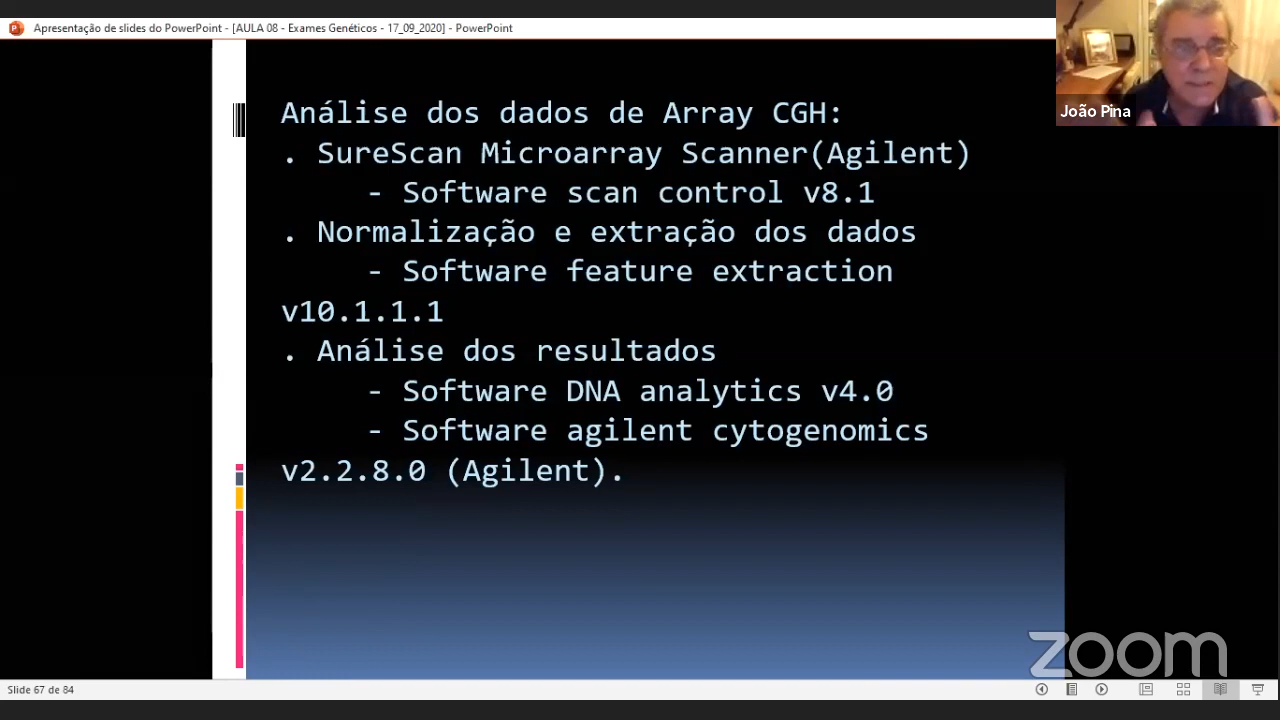 Apresentação de slides do PowerPoint - [AULA 08 - Exames Genéticos - 17_09_2020] - PowerPoint
João Pina
Análise dos dados de Array CGH:
. SureScan Microarray Scanner(Agilent)
- Software scan control v8.1
. Normalização e extração dos dados
- Software feature extraction
v10.1.1.1
. Análise dos resultados
- Software DNA analytics v4.0
- Software agilent cytogenomics
v2.2.8.0 (Agilent).
zoom
Slide 67 de 84